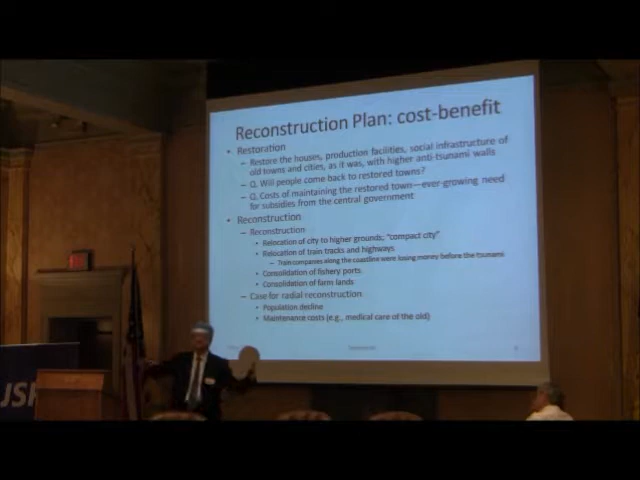 Reconstruction Plan: cost-benefit
• Restoration
– Restore the houses, production facilities, social infrastructure of
old towns and cities, as it was, with higher anti-tsunami walls
– Q. Will people come back to restored towns?
– Q. Costs of maintaining the restored town—ever-growing need
for subsidies from the central government
• Reconstruction
– Reconstruction
• Relocation of city to higher grounds; "compact city"
• Relocation of train tracks and highways
– Train companies along the coastline were losing money before the tsunami
• Consolidation of fishery ports
• Consolidation of farm lands
– Case for radial reconstruction
• Population decline
• Maintenance costs (e.g., medical care of the old)